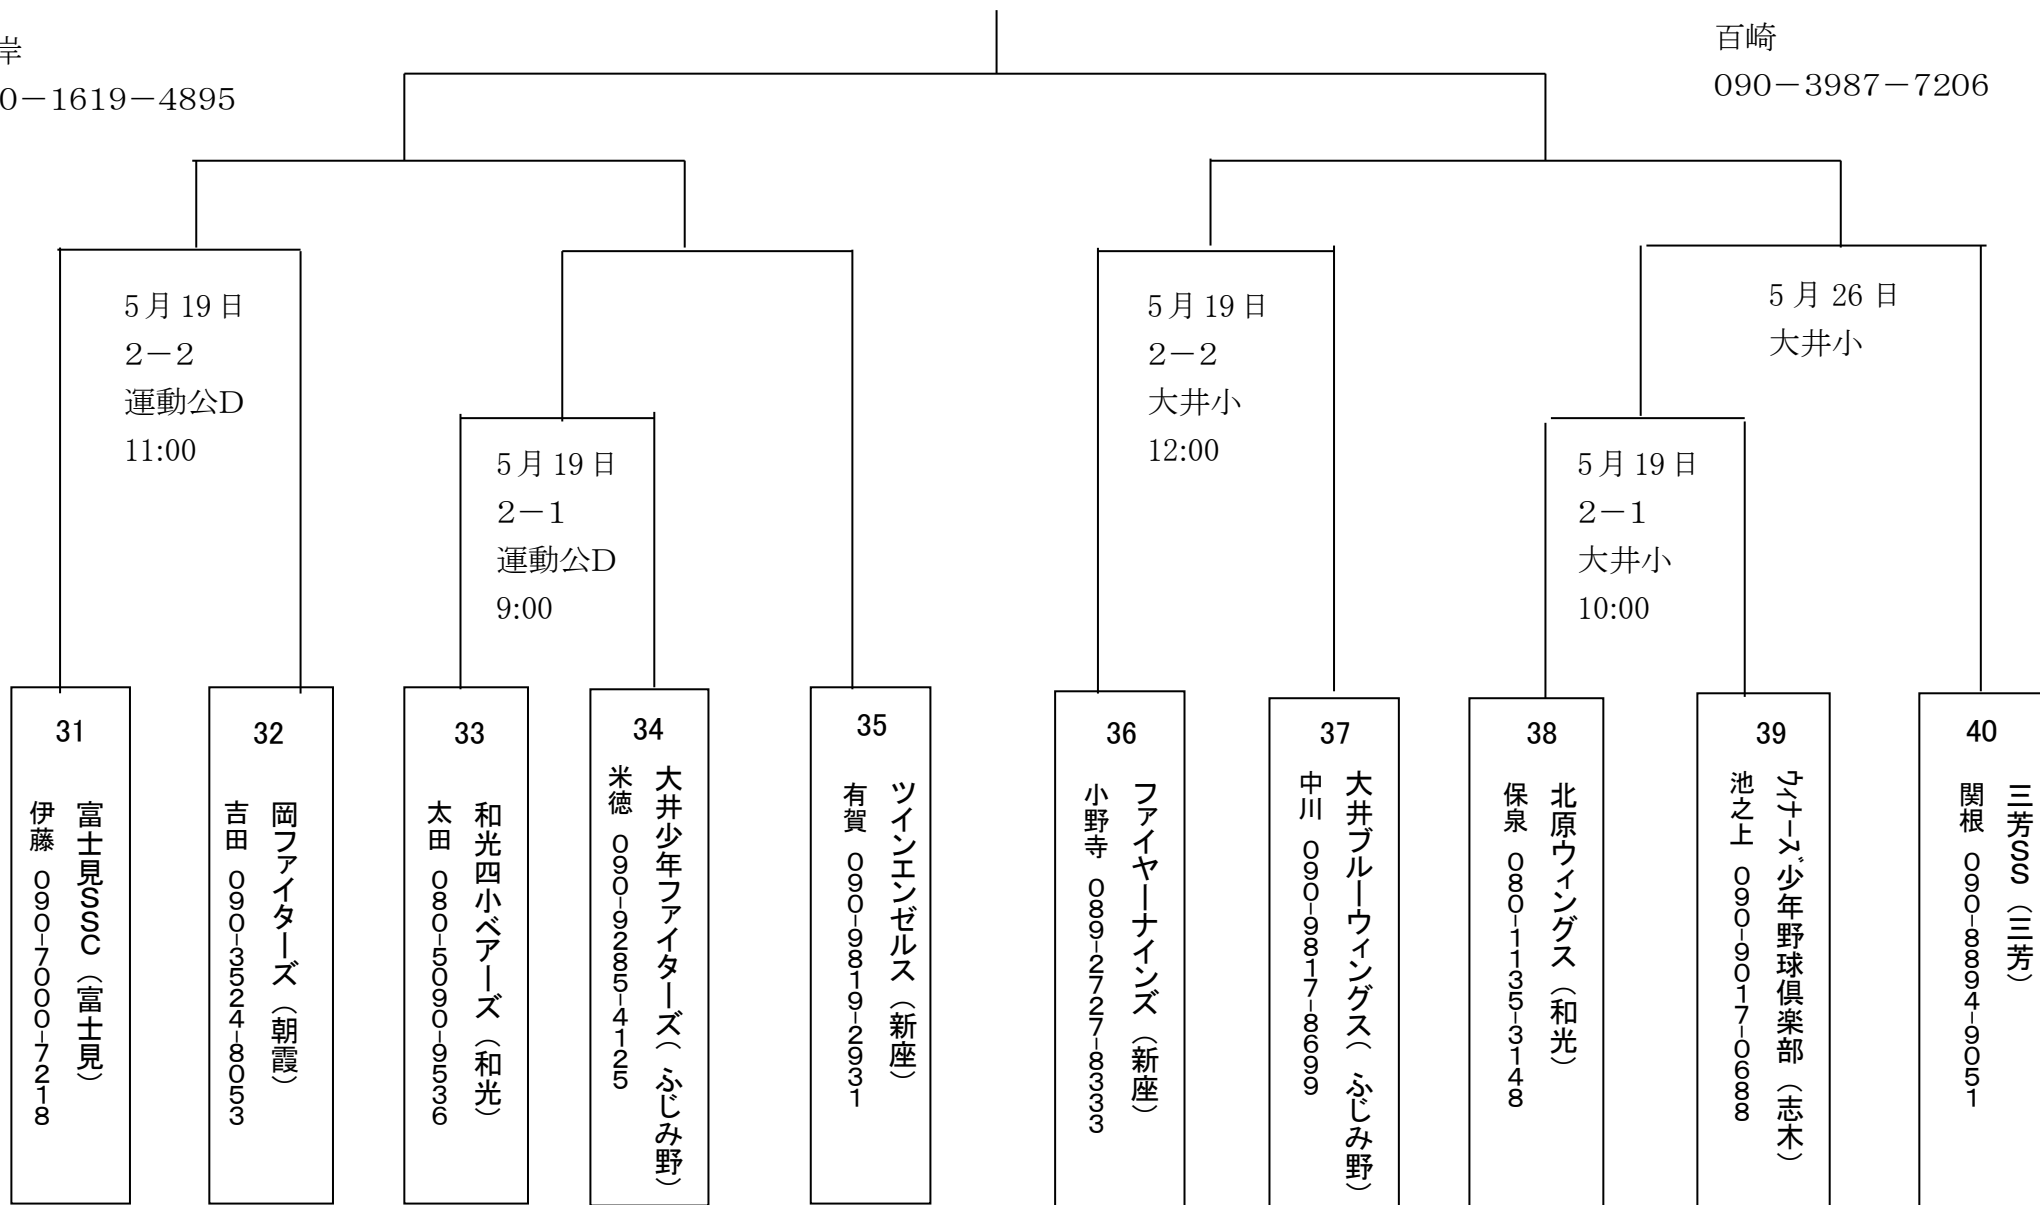 岸
0－1619－4895
百崎
090－3987－7206
5月19日
2－2
運動公D
11:00
5月19日
2－1
運動公D
9:00
5月19日
2－2
大井小
12:00
5月26日
大井小
5月19日
2－1
大井小
10:00
31
富士見SSC（富士見）
伊藤 090-7000-7218
32
岡ファイターズ（朝霞）
吉田 090-3524-8053
33
和光四小ベアーズ（和光）
太田 080-5090-9536
34
大井少年ファイターズ（ ふじみ野）
米徳 090-9285-4125
35
ツインエンゼルス（新座）
有賀 090-9819-2931
36
ファイヤーナインズ（新座）
小野寺 089-2727-8333
37
大井ブルーウィングス（ ふじみ野）
中川 090-9817-8699
38
北原ウィングス（和光）
保泉 080-1135-3148
39
ウィナーズ少年野球倶楽部（志木）
池之上 090-9017-0688
40
三芳SS（三芳）
関根 090-8894-9051